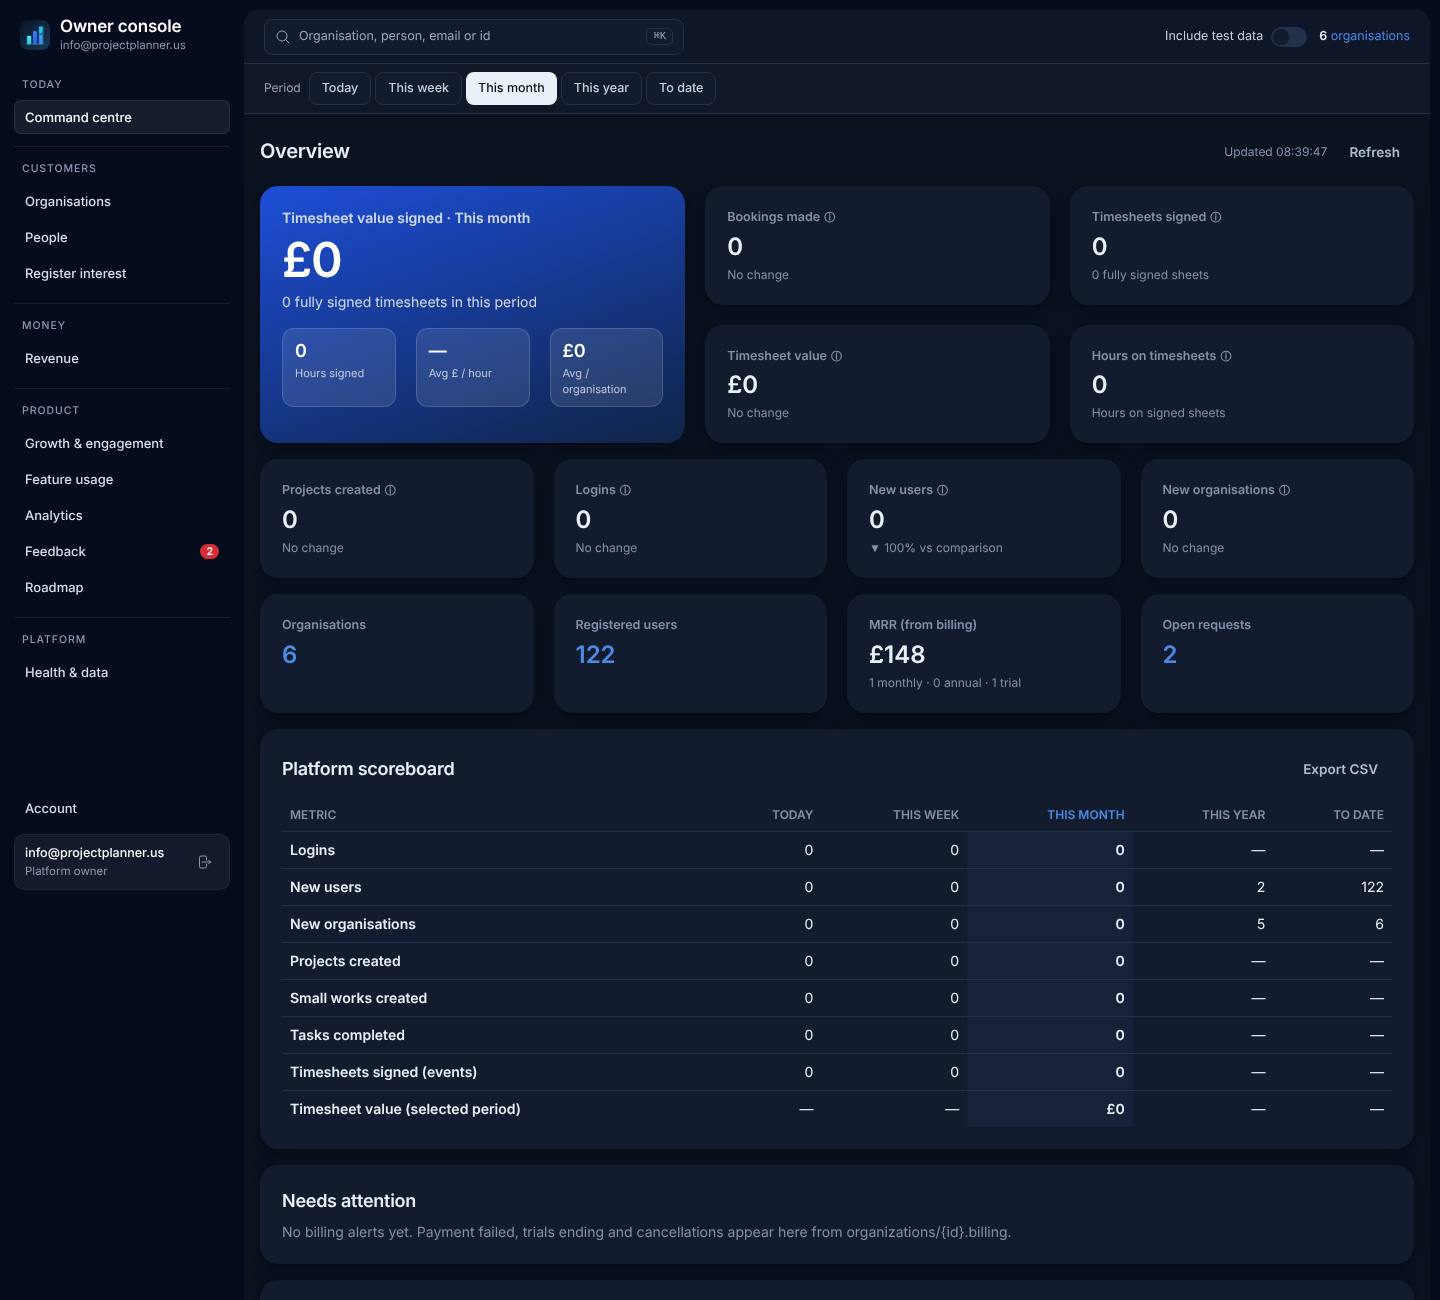 Owner console
info@projectplanner.us
TODAY
Command centre
CUSTOMERS
Organisations
People
Register interest
MONEY
Revenue
PRODUCT
Growth & engagement
Feature usage
Analytics
Feedback 2
Roadmap
PLATFORM
Health & data
Account
info@projectplanner.us
Platform owner
Organisation, person, email or id ⌘K
Include test data 6 organisations
Period Today This week This month This year To date
Overview
Updated 08:39:47 Refresh
Timesheet value signed · This month
£0
0 fully signed timesheets in this period
0
Hours signed
—
Avg £ / hour
£0
Avg /
organisation
Bookings made ⓘ
0
No change
Timesheets signed ⓘ
0
0 fully signed sheets
Timesheet value ⓘ
£0
No change
Hours on timesheets ⓘ
0
Hours on signed sheets
Projects created ⓘ
0
No change
Logins ⓘ
0
No change
New users ⓘ
0
▼ 100% vs comparison
New organisations ⓘ
0
No change
Organisations
6
Registered users
122
MRR (from billing)
£148
1 monthly · 0 annual · 1 trial
Open requests
2
Platform scoreboard
Export CSV
METRIC TODAY THIS WEEK THIS MONTH THIS YEAR TO DATE
Logins 0 0 0 — —
New users 0 0 0 2 122
New organisations 0 0 0 5 6
Projects created 0 0 0 — —
Small works created 0 0 0 — —
Tasks completed 0 0 0 — —
Timesheets signed (events) 0 0 0 — —
Timesheet value (selected period) — — £0 — —
Needs attention
No billing alerts yet. Payment failed, trials ending and cancellations appear here from organizations/{id}.billing.